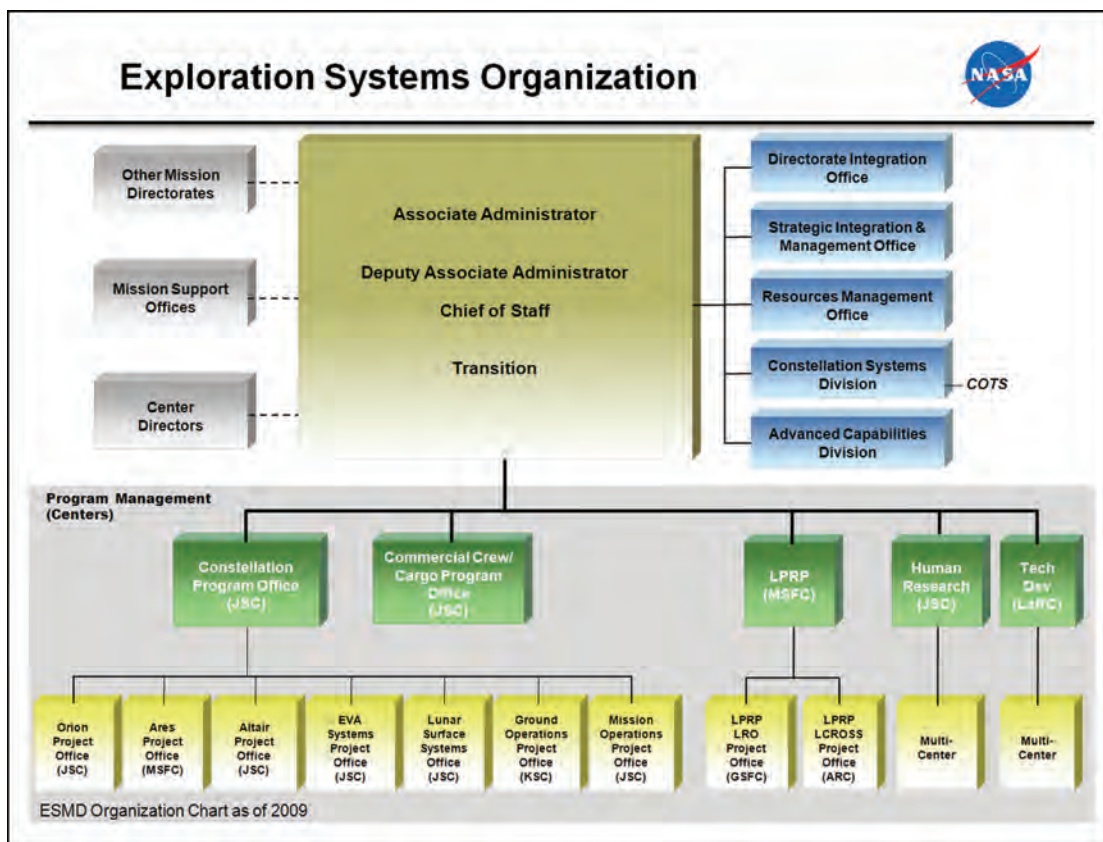 Exploration Systems Organization
NASA
Other Mission
Directorates
Mission Support
Offices
Center
Directors
Associate Administrator
Deputy Associate Administrator
Chief of Staff
Transition
Directorate Integration
Office
Strategic Integration &
Management Office
Resources Management
Office
Constellation Systems
Division
COTS
Advanced Capabilities
Division
Program Management
(Centers)
Constellation
Program Office
(JSC)
Commercial Crew/
Cargo Program
Office
(JSC)
LPRP
(MSFC)
Human
Research
(JSC)
Tech
Dev
(LaRC)
Orion
Project
Office
(JSC)
Ares
Project
Office
(MSFC)
Altair
Project
Office
(JSC)
EVA
Systems
Project
Office
(JSC)
Lunar
Surface
Systems
Office
(JSC)
Ground
Operations
Project
Office
(KSC)
Mission
Operations
Project
Office
(JSC)
LPRP
LRO
Project
Office
(GSFC)
LPRP
LCROSS
Project
Office
(ARC)
Multi-
Center
Multi-
Center
ESMD Organization Chart as of 2009